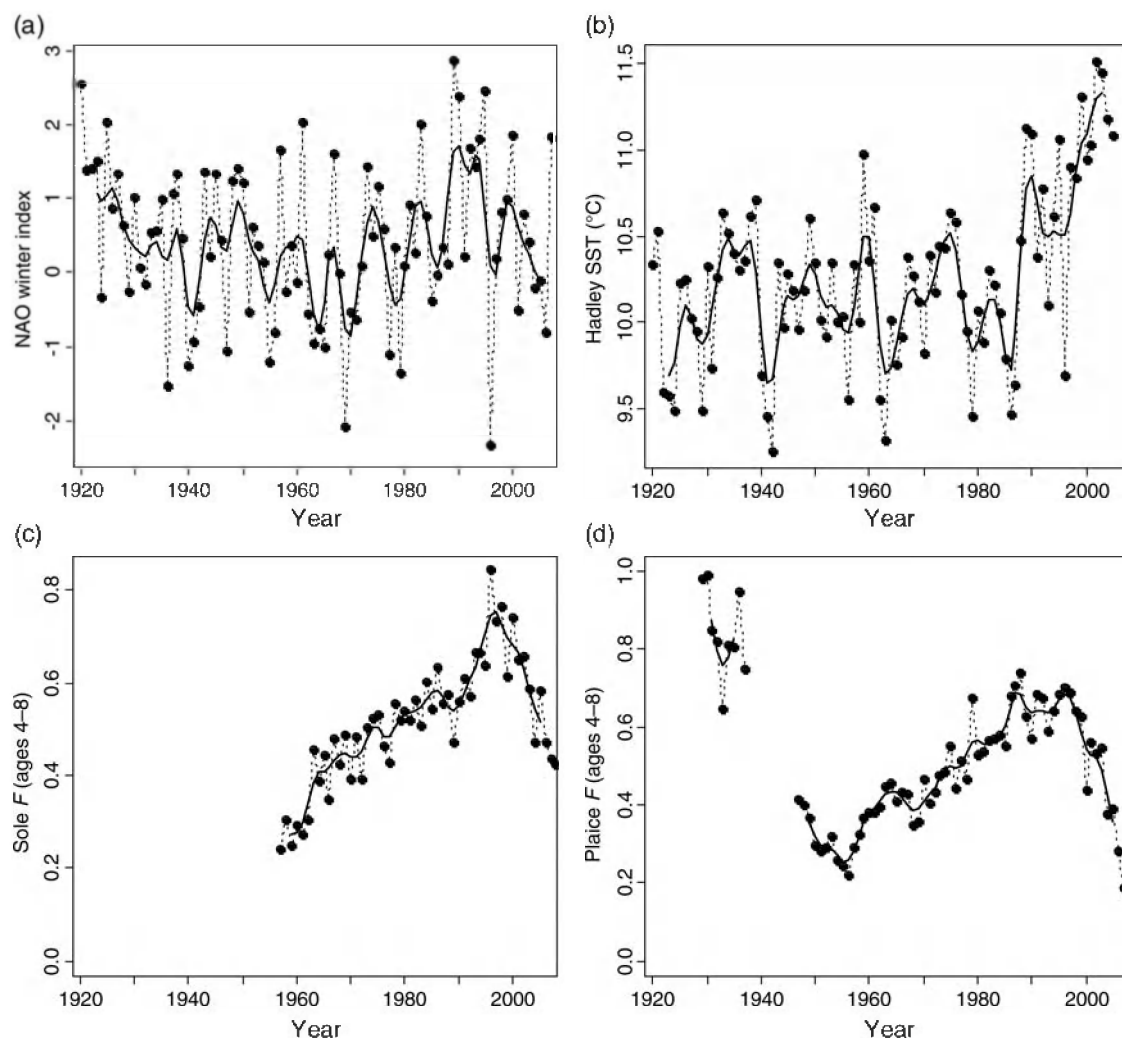 (a)
3
2
1
0
-1
-2
NAO winter index
1920 1940 1960 1980 2000
Year
(b)
11.5
11.0
10.5
10.0
9.5
Hadley SST (°C)
1920 1940 1960 1980 2000
Year
(c)
0.8
0.6
0.4
0.2
0.0
Sole F (ages 4–8)
1920 1940 1960 1980 2000
Year
(d)
1.0
0.8
0.6
0.4
0.2
0.0
Plaice F (ages 4–8)
1920 1940 1960 1980 2000
Year